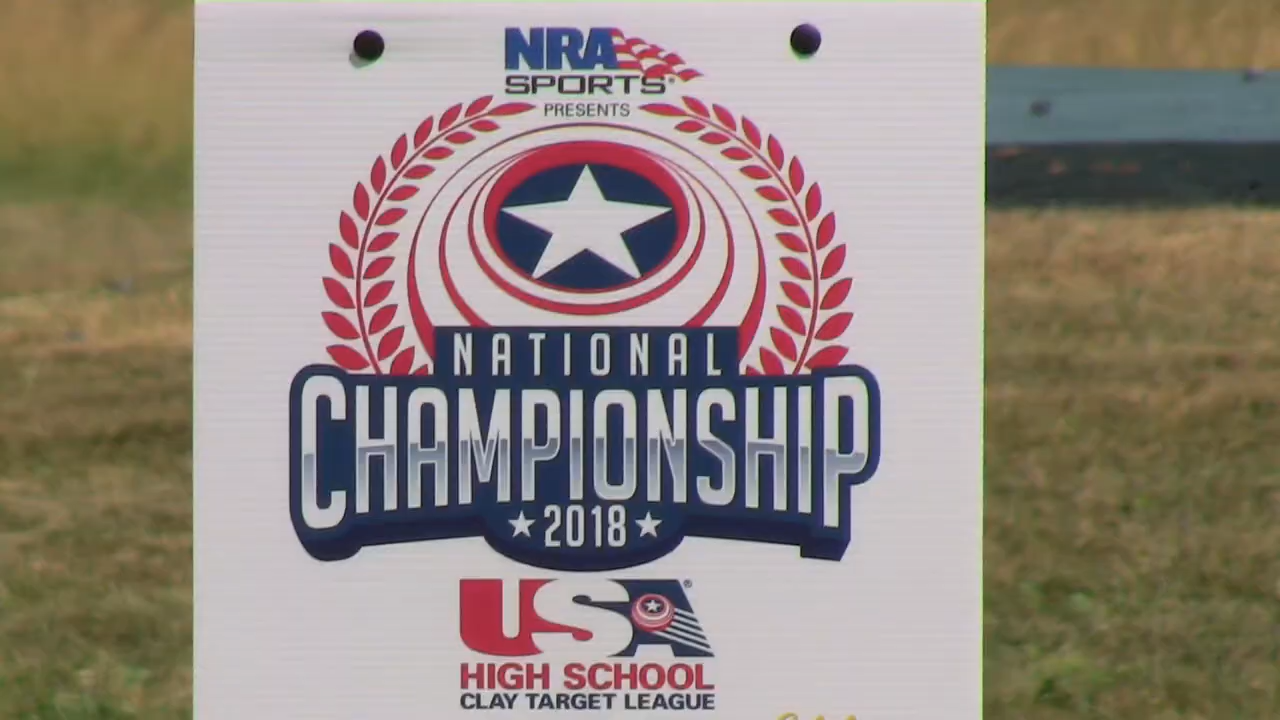 NRA
SPORTS®
PRESENTS
NATIONAL
CHAMPIONSHIP
2018
USA®
HIGH SCHOOL
CLAY TARGET LEAGUE